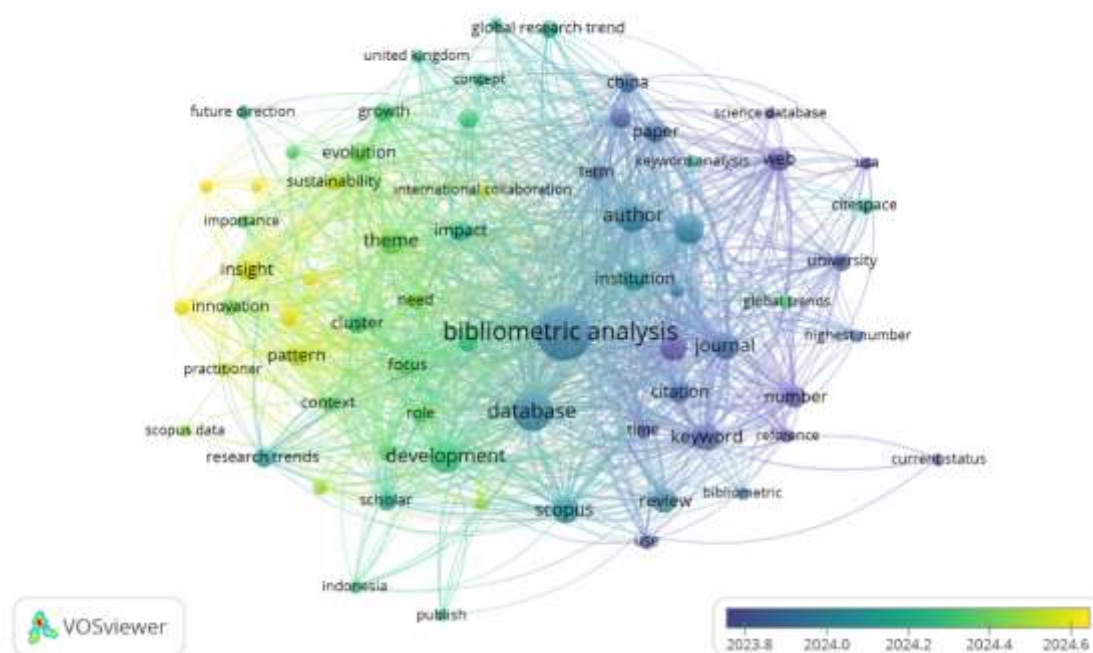 global research trend
united kingdom
concept
china
future direction
growth
science database
paper
evolution
keyword analysis
web
usa
term
sustainability
international collaboration
citespace
importance
author
theme
impact
university
insight
institution
need
global trends
innovation
cluster
bibliometric analysis
highest number
journal
pattern
practitioner
focus
citation
number
context
role
database
scopus data
time
keyword
reference
research trends
development
current status
scholar
scopus
review
bibliometric
use
indonesia
publish
VOSviewer
2023.8 2024.0 2024.2 2024.4 2024.6